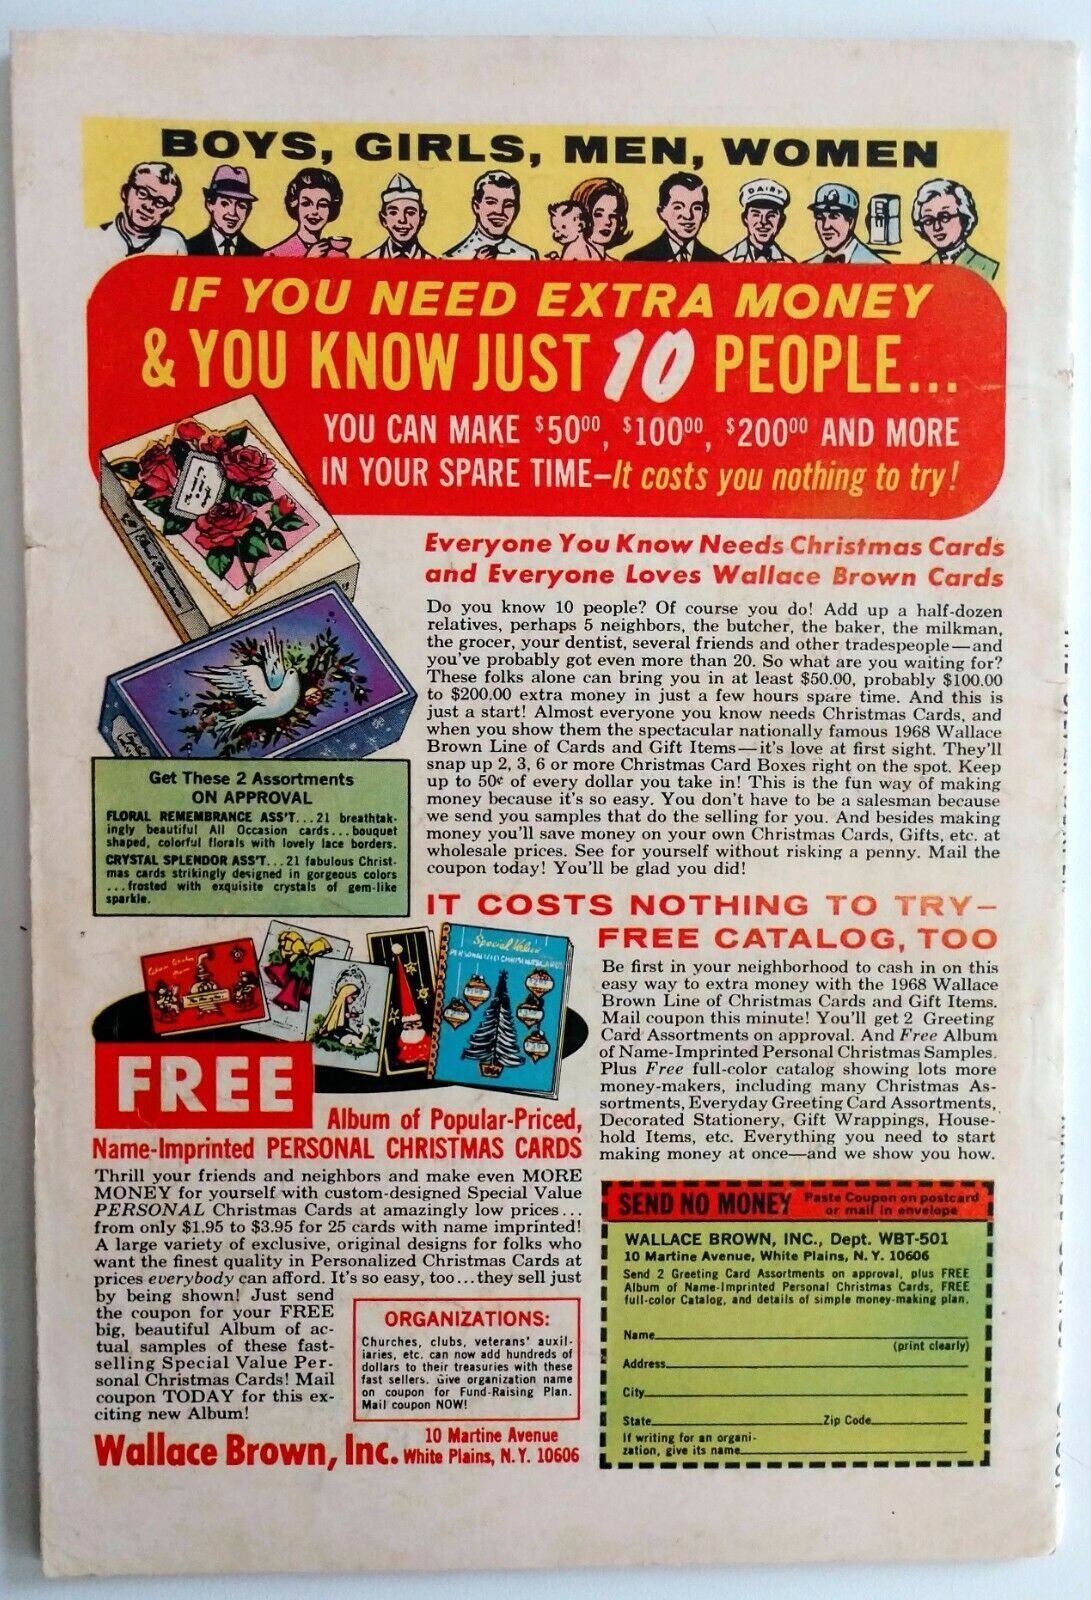 BOYS, GIRLS, MEN, WOMEN
DAIRY
IF YOU NEED EXTRA MONEY
& YOU KNOW JUST 10 PEOPLE...
YOU CAN MAKE $50⁰⁰, $100⁰⁰, $200⁰⁰ AND MORE
IN YOUR SPARE TIME—It costs you nothing to try!
Everyone You Know Needs Christmas Cards
and Everyone Loves Wallace Brown Cards
Do you know 10 people? Of course you do! Add up a half-dozen
relatives, perhaps 5 neighbors, the butcher, the baker, the milkman,
the grocer, your dentist, several friends and other tradespeople—and
you've probably got even more than 20. So what are you waiting for?
These folks alone can bring you in at least $50.00, probably $100.00
to $200.00 extra money in just a few hours spare time. And this is
just a start! Almost everyone you know needs Christmas Cards, and
when you show them the spectacular nationally famous 1968 Wallace
Brown Line of Cards and Gift Items—it's love at first sight. They'll
snap up 2, 3, 6 or more Christmas Card Boxes right on the spot. Keep
up to 50¢ of every dollar you take in! This is the fun way of making
money because it's so easy. You don't have to be a salesman because
we send you samples that do the selling for you. And besides making
money you'll save money on your own Christmas Cards, Gifts, etc. at
wholesale prices. See for yourself without risking a penny. Mail the
coupon today! You'll be glad you did!
Get These 2 Assortments
ON APPROVAL
FLORAL REMEMBRANCE ASS'T...21 breathtak-
ingly beautiful All Occasion cards...bouquet
shaped, colorful florals with lovely lace borders.
CRYSTAL SPLENDOR ASS'T...21 fabulous Christ-
mas cards strikingly designed in gorgeous colors
...frosted with exquisite crystals of gem-like
sparkle.
IT COSTS NOTHING TO TRY—
FREE CATALOG, TOO
Be first in your neighborhood to cash in on this
easy way to extra money with the 1968 Wallace
Brown Line of Christmas Cards and Gift Items.
Mail coupon this minute! You'll get 2 Greeting
Card Assortments on approval. And Free Album
of Name-Imprinted Personal Christmas Samples.
Plus Free full-color catalog showing lots more
money-makers, including many Christmas As-
sortments, Everyday Greeting Card Assortments,
Decorated Stationery, Gift Wrappings, House-
hold Items, etc. Everything you need to start
making money at once—and we show you how.
Special Value
PERSONALIZED CHRISTMAS CARDS
FREE
Album of Popular-Priced,
Name-Imprinted PERSONAL CHRISTMAS CARDS
Thrill your friends and neighbors and make even MORE
MONEY for yourself with custom-designed Special Value
PERSONAL Christmas Cards at amazingly low prices...
from only $1.95 to $3.95 for 25 cards with name imprinted!
A large variety of exclusive, original designs for folks who
want the finest quality in Personalized Christmas Cards at
prices everybody can afford. It's so easy, too...they sell just
by being shown! Just send
the coupon for your FREE
big, beautiful Album of ac-
tual samples of these fast-
selling Special Value Per-
sonal Christmas Cards! Mail
coupon TODAY for this ex-
citing new Album!
ORGANIZATIONS:
Churches, clubs, veterans' auxil-
iaries, etc. can now add hundreds of
dollars to their treasuries with these
fast sellers. Give organization name
on coupon for Fund-Raising Plan.
Mail coupon NOW!
Wallace Brown, Inc. 10 Martine Avenue
White Plains, N.Y. 10606
SEND NO MONEY Paste Coupon on postcard
or mail in envelope
WALLACE BROWN, INC., Dept. WBT-501
10 Martine Avenue, White Plains, N.Y. 10606
Send 2 Greeting Card Assortments on approval, plus FREE
Album of Name-Imprinted Personal Christmas Cards, FREE
full-color Catalog, and details of simple money-making plan.
Name
(print clearly)
Address
City
State Zip Code
If writing for an organi-
zation, give its name